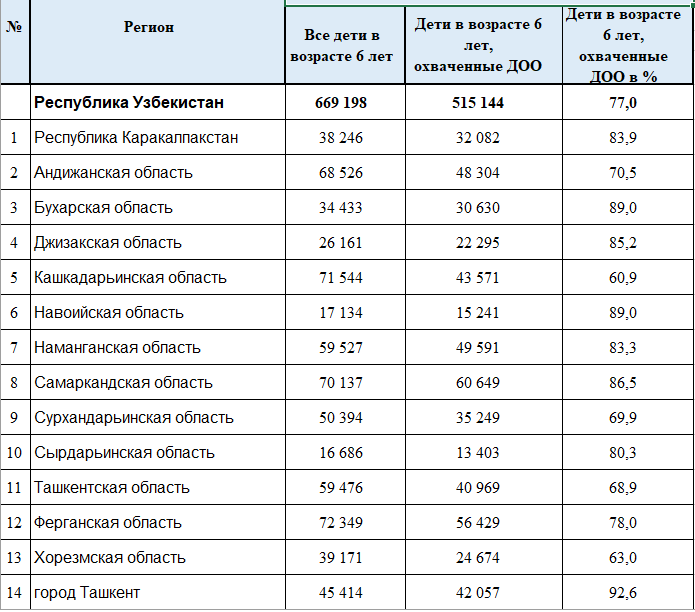 № Регион Все дети в возрасте 6 лет Дети в возрасте 6 лет, охваченные ДОО Дети в возрасте 6 лет, охваченные ДОО в %
Республика Узбекистан 669 198 515 144 77,0
1 Республика Каракалпакстан 38 246 32 082 83,9
2 Андижанская область 68 526 48 304 70,5
3 Бухарская область 34 433 30 630 89,0
4 Джизакская область 26 161 22 295 85,2
5 Кашкадарьинская область 71 544 43 571 60,9
6 Навоийская область 17 134 15 241 89,0
7 Наманганская область 59 527 49 591 83,3
8 Самаркандская область 70 137 60 649 86,5
9 Сурхандарьинская область 50 394 35 249 69,9
10 Сырдарьинская область 16 686 13 403 80,3
11 Ташкентская область 59 476 40 969 68,9
12 Ферганская область 72 349 56 429 78,0
13 Хорезмская область 39 171 24 674 63,0
14 город Ташкент 45 414 42 057 92,6